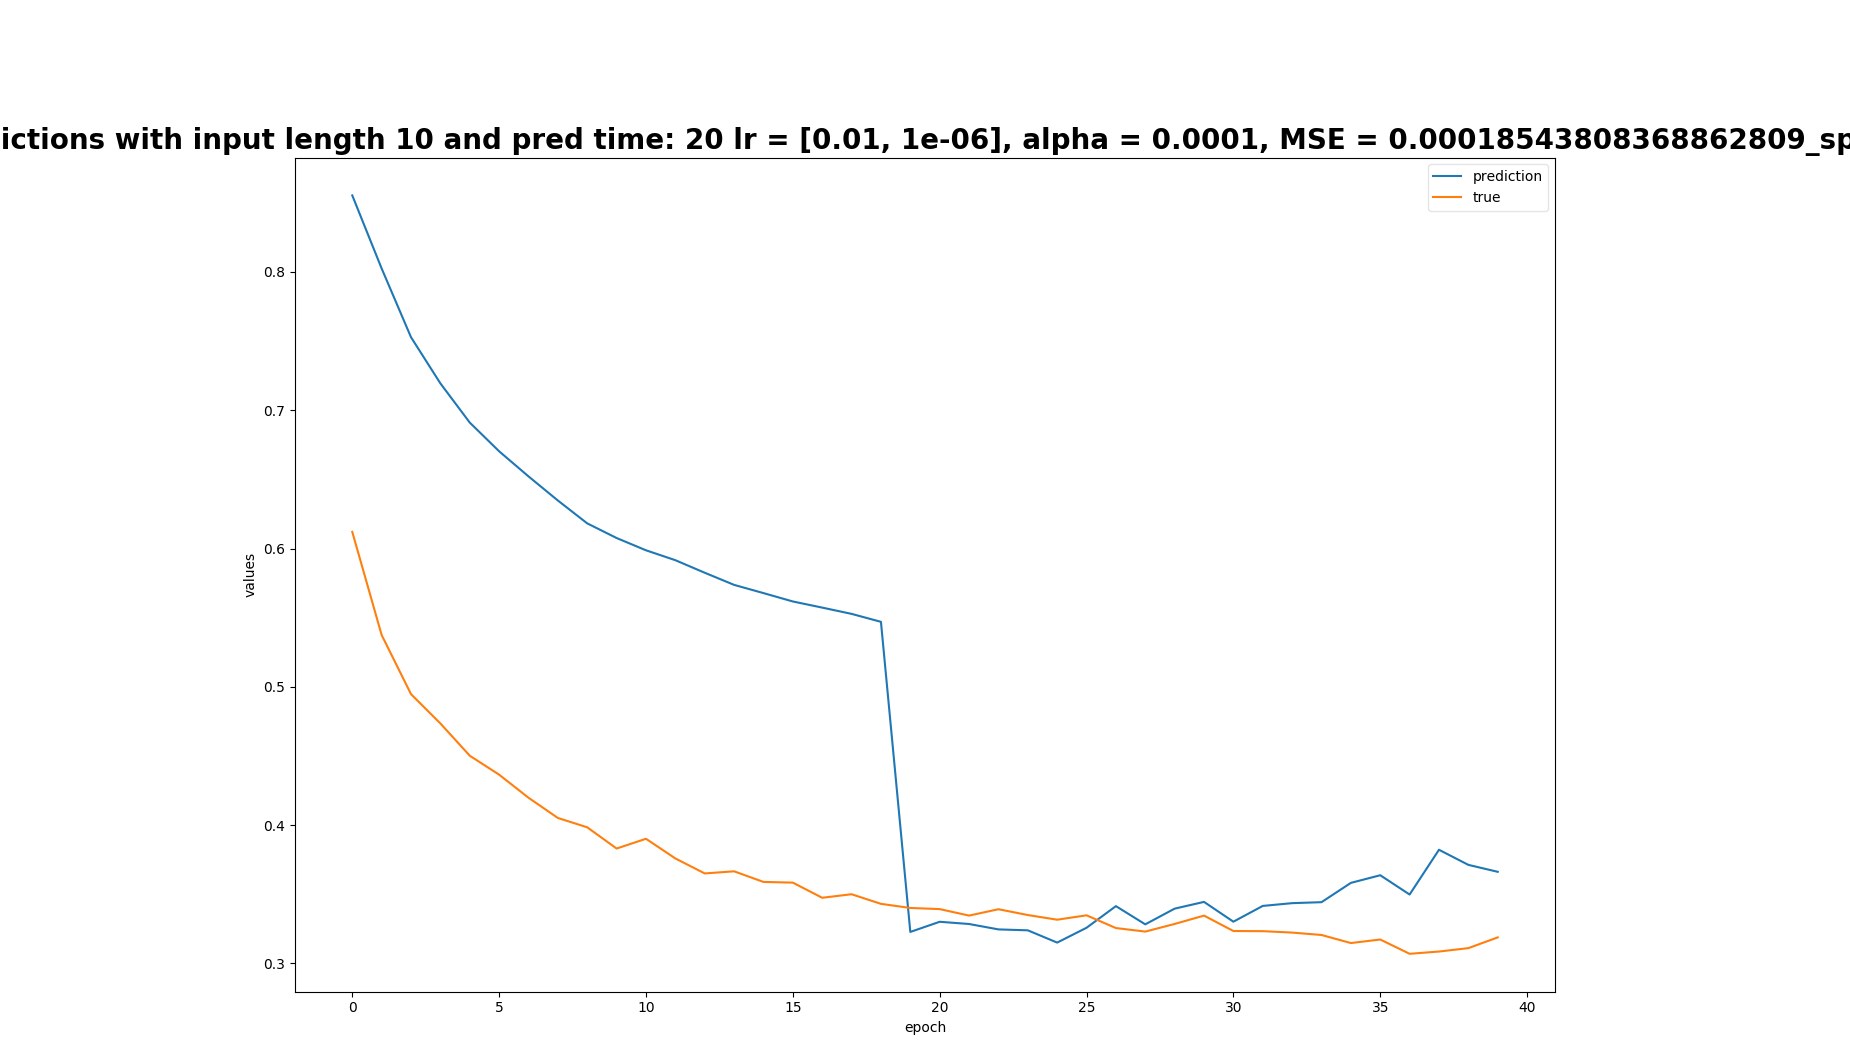 ictions with input length 10 and pred time: 20 lr = [0.01, 1e-06], alpha = 0.0001, MSE = 0.00018543808368862809_sp
prediction
true
0.8
0.7
0.6
0.5
0.4
0.3
values
0 5 10 15 20 25 30 35 40
epoch